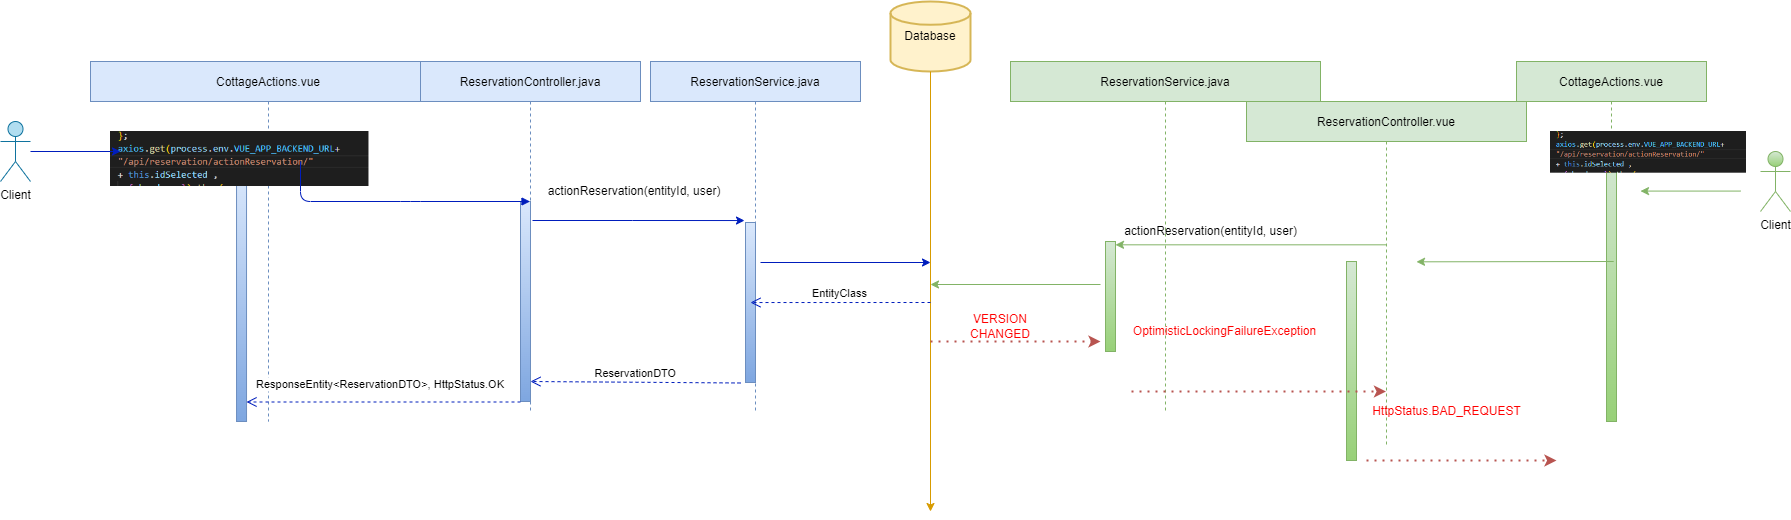 Database
CottageActions.vue
ReservationController.java
ReservationService.java
ReservationService.java
CottageActions.vue
ReservationController.vue
};
axios.get(process.env.VUE_APP_BACKEND_URL+
"/api/reservation/actionReservation/"
+ this.idSelected ,
};
axios.get(process.env.VUE_APP_BACKEND_URL+
"/api/reservation/actionReservation/"
+ this.idSelected ,
Client
actionReservation(entityId, user)
Client
actionReservation(entityId, user)
EntityClass
VERSION
CHANGED
OptimisticLockingFailureException
ReservationDTO
ResponseEntity<ReservationDTO>, HttpStatus.OK
HttpStatus.BAD_REQUEST